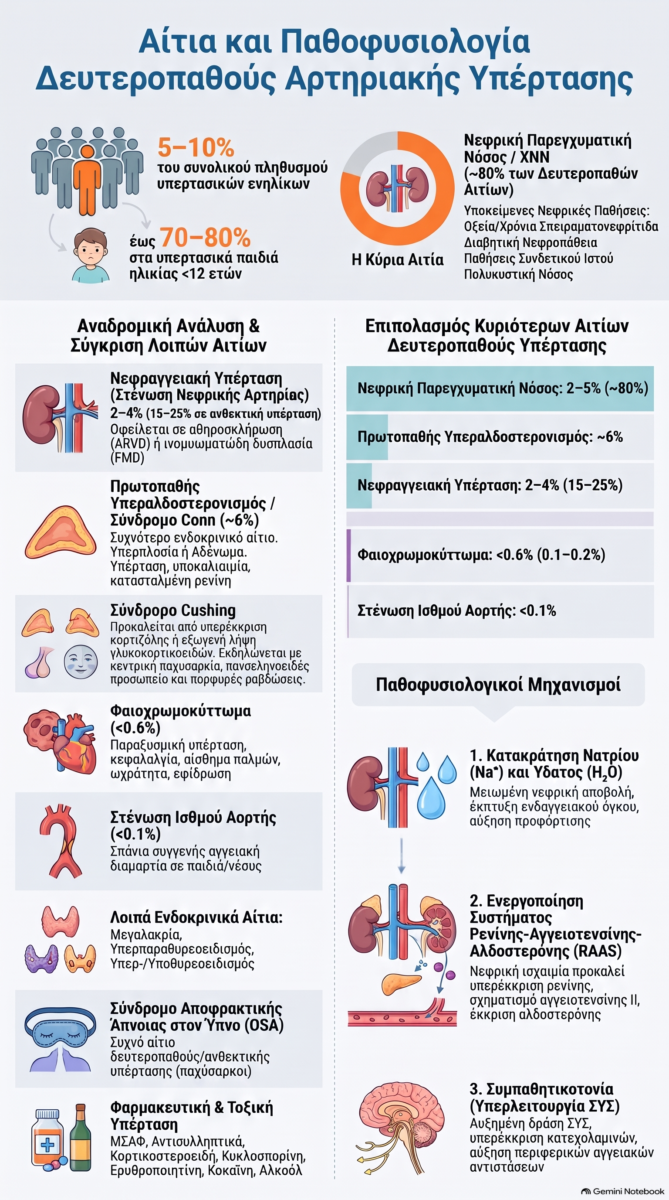 Αίτια και Παθοφυσιολογία
Δευτεροπαθούς Αρτηριακής Υπέρτασης
5–10%
του συνολικού πληθυσμού
υπερτασικών ενηλίκων
έως 70–80%
στα υπερτασικά παιδιά
ηλικίας <12 ετών
Η Κύρια Αιτία
Νεφρική Παρεγχυματική
Νόσος / ΧΝΝ
(~80% των Δευτεροπαθών
Αιτίων)
Υποκείμενες Νεφρικές Παθήσεις:
Οξεία/Χρόνια Σπειραματονεφρίτιδα
Διαβητική Νεφροπάθεια
Παθήσεις Συνδετικού Ιστού
Πολυκυστική Νόσος
Αναδρομική Ανάλυση &
Σύγκριση Λοιπών Αιτίων
Νεφραγγειακή Υπέρταση
(Στένωση Νεφρικής Αρτηρίας)
2–4% (15–25% σε ανθεκτική υπέρταση)
Οφείλεται σε αθηροσκλήρωση
(ARVD) ή ινομυωματώδη δυσπλασία
(FMD)
Πρωτοπαθής
Υπεραλδοστερονισμός /
Σύνδρομο Conn (~6%)
Συχνότερο ενδοκρινικό αίτιο.
Υπερπλοσία ή Αδένωμα.
Υπέρταση, υποκαλιαιμία,
κατασταλμένη ρενίνη
Σύνδρορο Cushing
Προκαλείται από υπερέκκριση
κορτιζόλης ή εξωγενή λήψη
γλυκοκορτικοειδών. Εκδηλώνεται με
κεντρική παχυσαρκία, πανσεληνοειδές
προσωπείο και πορφυρές ραβδώσεις.
Φαιοχρωμοκύττωμα
(<0.6%)
Παραξυσμική υπέρταση,
κεφαλαλγία, αίσθημα παλμών,
ωχράτητα, εφίδρωση
Στένωση Ισθμού Αορτής
(<0.1%)
Σπάνια συγγενής αγγειακή
διαμαρτία σε παιδιά/νέσυς
Λοιπά Ενδοκρινικά Αίτια:
Μεγαλακρία,
Υπερπαραθυρεοειδισμός,
Υπερ-/Υποθυρεοειδισμός
Σύνδρομο Αποφρακτικής
Άπνοιας στον Ύπνο (OSA)
Συχνό αίτιο
δευτεροπαθούς/ανθεκτικής
υπέρτασης (παχύσαρκοι)
Φαρμακευτική & Τοξική
Υπέρταση
ΜΣΑΦ, Αντισυλληπτικά,
Κορτικοστεροειδή, Κυκλοσπορίνη,
Ερυθροποιητίνη, Κοκαΐνη, Αλκοόλ
Επιπολασμός Κυριότερων Αιτίων
Δευτεροπαθούς Υπέρτασης
Νεφρική Παρεγχυματική Νόσος: 2–5% (~80%)
Πρωτοπαθής Υπεραλδοστερονισμός: ~6%
Νεφραγγειακή Υπέρταση: 2–4% (15–25%)
Φαιοχρωμοκύττωμα: <0.6% (0.1–0.2%)
Στένωση Ισθμού Αορτής: <0.1%
Παθοφυσιολογικοί Μηχανισμοί
1. Κατακράτηση Νατρίου
(Na⁺) και Ύδατος (H₂O)
Μειωμένη νεφρική αποβολή,
έκπτυξη ενδαγγειακού όγκου,
αύξηση προφόρτισης
2. Ενεργοποίηση
Συστήματος
Ρενίνης-Αγγειοτενσίνης-
Αλδοστερόνης (RAAS)
Νεφρική ισχαιμία προκαλεί
υπερέκκριση ρενίνης,
σχηματισμό αγγειοτενσίνης ΙΙ,
έκκριση αλδοστερόνης
3. Συμπαθητικοτονία
(Υπερλειτουργία ΣΥΣ)
Αυξημένη δράση ΣΥΣ,
υπερέκκριση κατεχολαμινών,
αύξηση περιφερικών αγγειακών
αντιστάσεων
Gemini Notebook